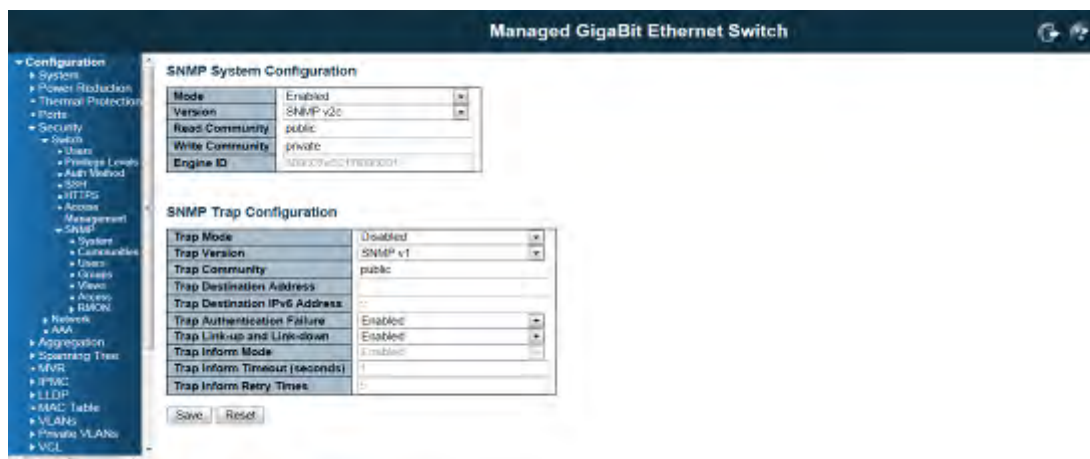 Managed GigaBit Ethernet Switch
Configuration
System
Power Reduction
Thermal Protection
Ports
Security
Switch
Users
Privilege Levels
Auth Method
SSH
HTTPS
Access
Management
SNMP
System
Communities
Users
Groups
Views
Access
RMON
Network
AAA
Aggregation
Spanning Tree
MVR
IPMC
LLDP
MAC Table
VLANs
Private VLANs
VCL
SNMP System Configuration
Mode Enabled
Version SNMP v2c
Read Community public
Write Community private
Engine ID
SNMP Trap Configuration
Trap Mode Disabled
Trap Version SNMP v1
Trap Community public
Trap Destination Address
Trap Destination IPv6 Address ::
Trap Authentication Failure Enabled
Trap Link-up and Link-down Enabled
Trap Inform Mode Enabled
Trap Inform Timeout (seconds) 1
Trap Inform Retry Times 5
Save Reset